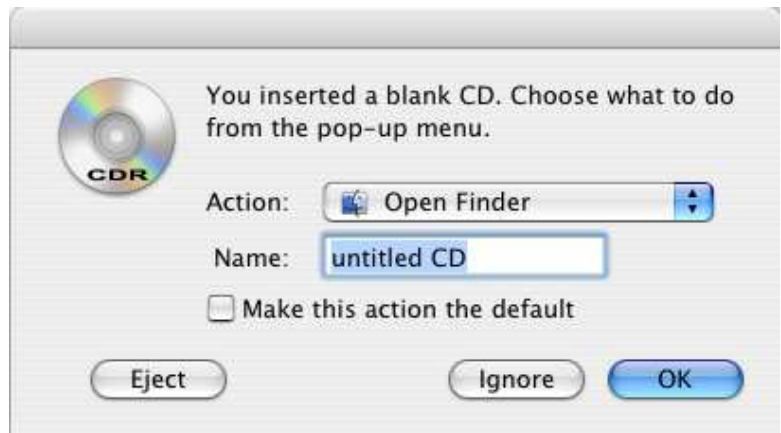 You inserted a blank CD. Choose what to do
from the pop-up menu.
CDR
Action: Open Finder
Name: untitled CD
Make this action the default
Eject Ignore OK